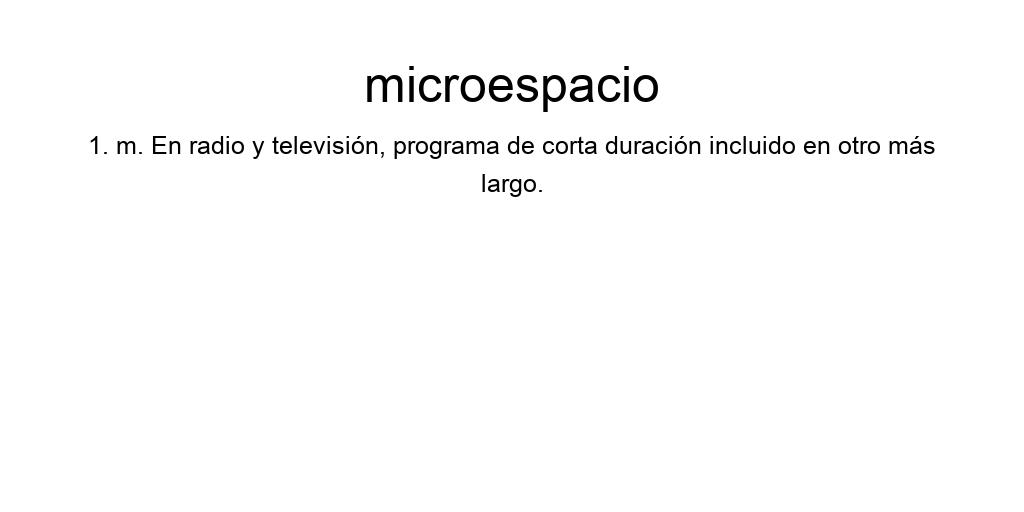 microespacio
1. m. En radio y televisión, programa de corta duración incluido en otro más
largo.